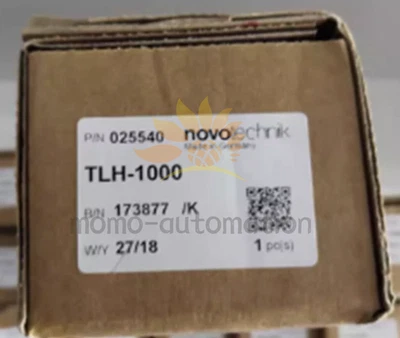 P/N 025540 novotechnik
Made in Germany
TLH-1000
B/N 173877 /K
momo-automation
W/Y 27/18 1 pc(s)